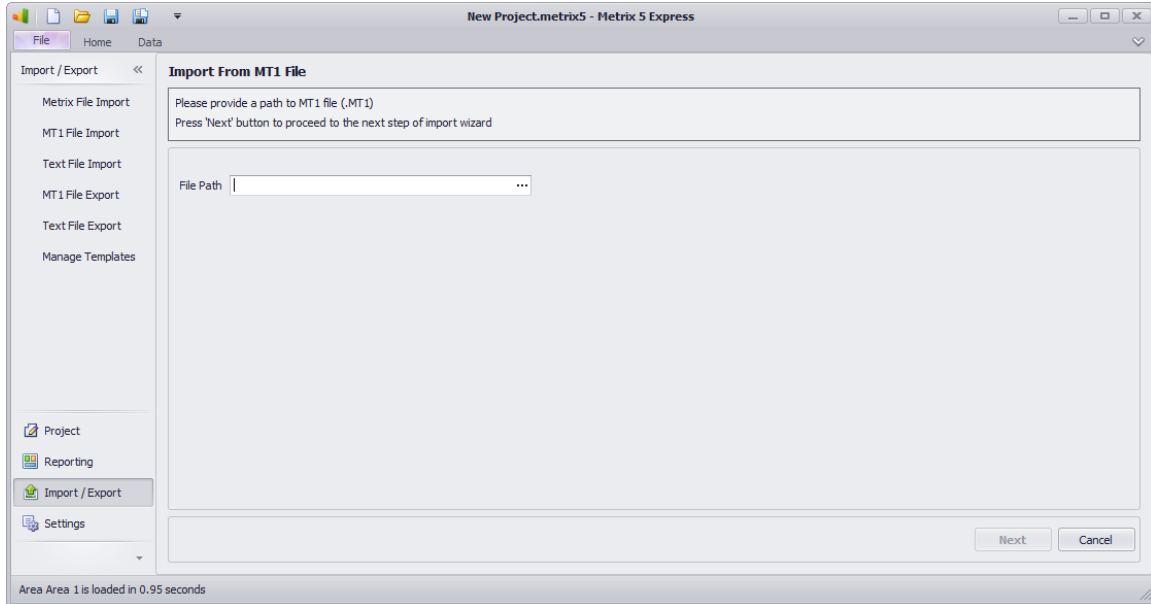 New Project.metrix5 - Metrix 5 Express
File Home Data
Import / Export
Metrix File Import
MT1 File Import
Text File Import
MT1 File Export
Text File Export
Manage Templates
Project
Reporting
Import / Export
Settings
Import From MT1 File
Please provide a path to MT1 file (.MT1)
Press 'Next' button to proceed to the next step of import wizard
File Path
...
Next Cancel
Area Area 1 is loaded in 0.95 seconds